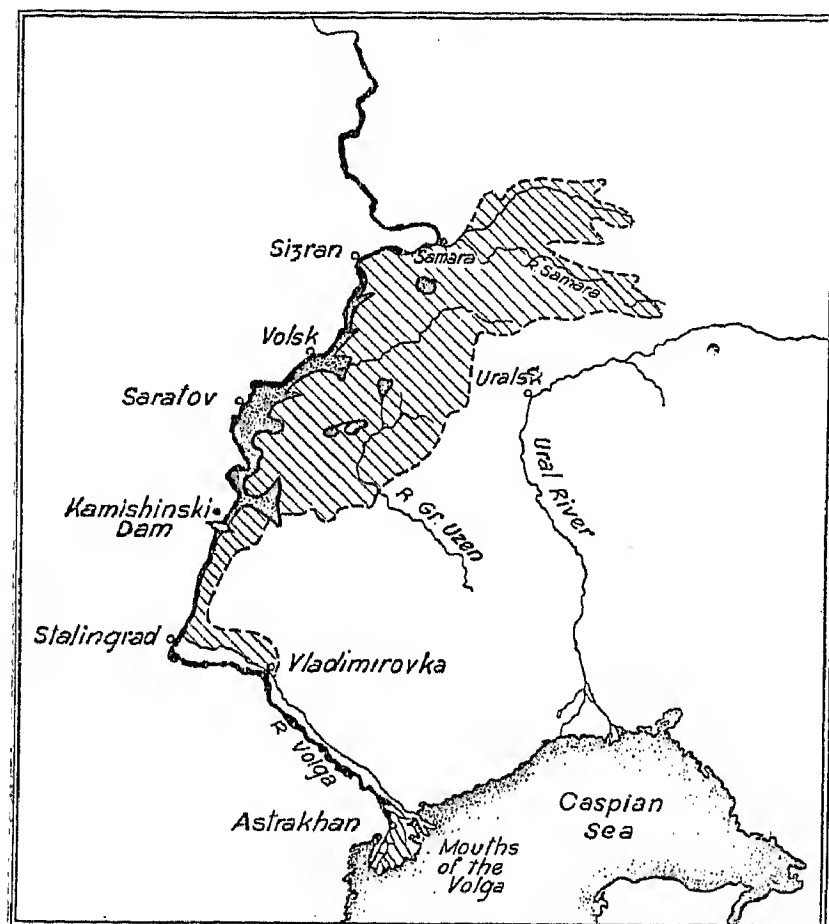 Sizran
Samara
R. Samara
Volsk
Uralsk
Saratov
Ural River
R. Gr. Uzen
Kamishinski
Dam
Stalingrad
Vladimirovka
R. Volga
Caspian
Sea
Astrakhan
Mouths
of the
Volga